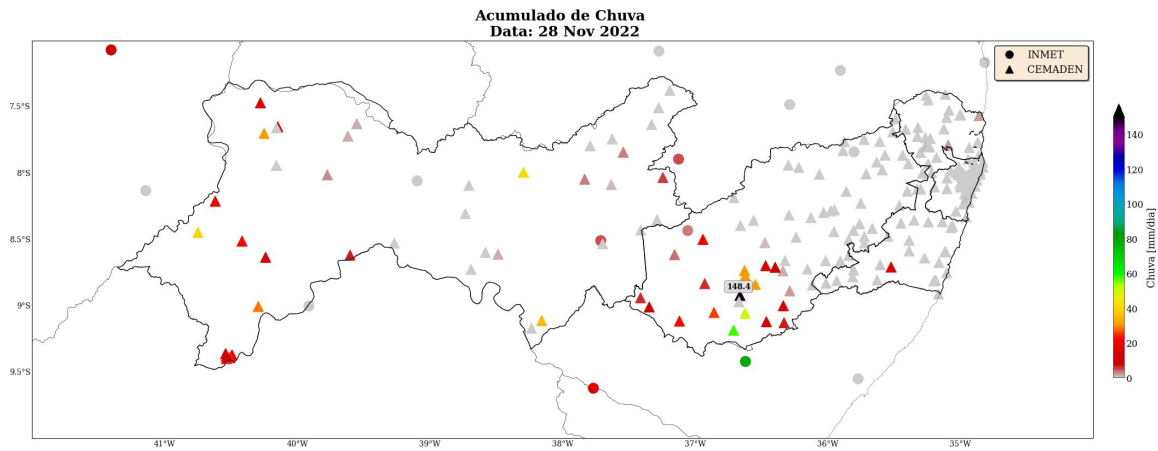 Acumulado de Chuva
Data: 28 Nov 2022
INMET
CEMADEN
7.5°S
8°S
8.5°S
9°S
9.5°S
148.4
41°W
40°W
39°W
38°W
37°W
36°W
35°W
140
120
100
80
60
40
20
0
Chuva [mm/dia]